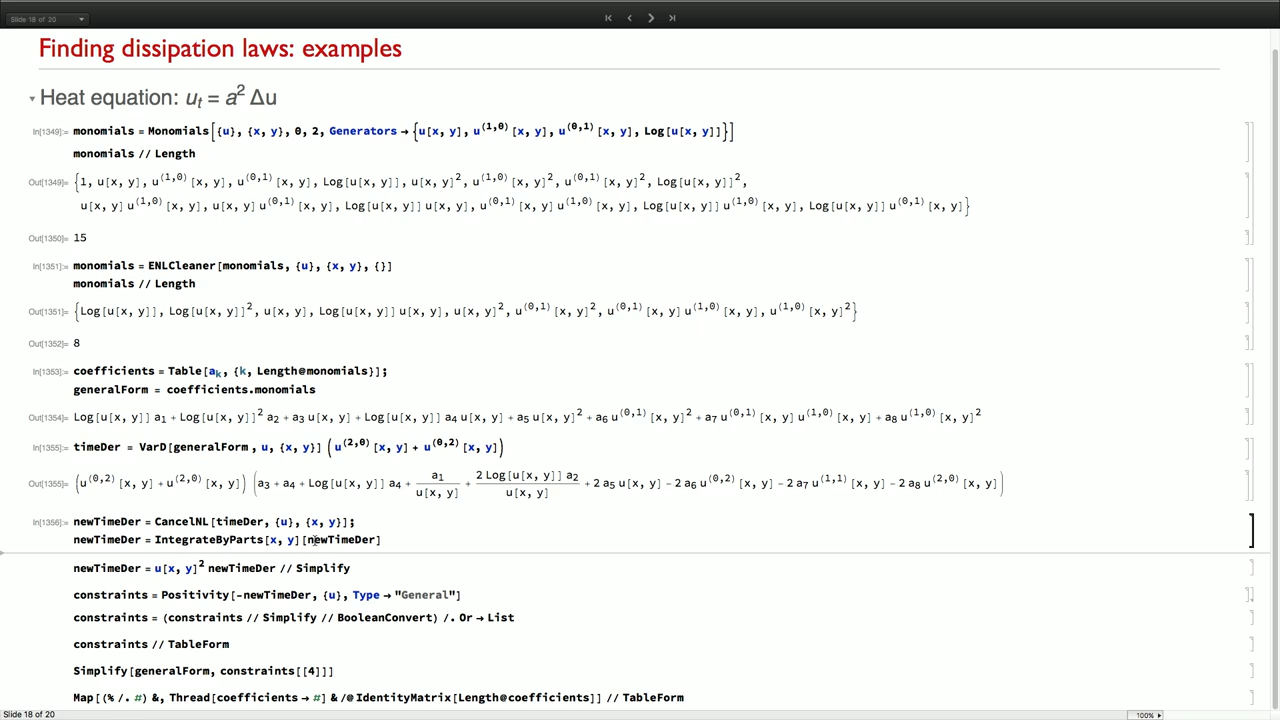 Slide 18 of 20
Finding dissipation laws: examples
Heat equation: u_t = a² Δu
In[1349]:= monomials = Monomials[{u}, {x, y}, 0, 2, Generators → {u[x, y], u^(1,0)[x, y], u^(0,1)[x, y], Log[u[x, y]]}]
monomials // Length
Out[1349]= {1, u[x, y], u^(1,0)[x, y], u^(0,1)[x, y], Log[u[x, y]], u[x, y]², u^(1,0)[x, y]², u^(0,1)[x, y]², Log[u[x, y]]²,
u[x, y] u^(1,0)[x, y], u[x, y] u^(0,1)[x, y], Log[u[x, y]] u[x, y], u^(0,1)[x, y] u^(1,0)[x, y], Log[u[x, y]] u^(1,0)[x, y], Log[u[x, y]] u^(0,1)[x, y]}
Out[1350]= 15
In[1351]:= monomials = ENLCleaner[monomials, {u}, {x, y}, {}]
monomials // Length
Out[1351]= {Log[u[x, y]], Log[u[x, y]]², u[x, y], Log[u[x, y]] u[x, y], u[x, y]², u^(0,1)[x, y]², u^(0,1)[x, y] u^(1,0)[x, y], u^(1,0)[x, y]²}
Out[1352]= 8
In[1353]:= coefficients = Table[a_k, {k, Length@monomials}];
generalForm = coefficients.monomials
Out[1354]= Log[u[x, y]] a₁ + Log[u[x, y]]² a₂ + a₃ u[x, y] + Log[u[x, y]] a₄ u[x, y] + a₅ u[x, y]² + a₆ u^(0,1)[x, y]² + a₇ u^(0,1)[x, y] u^(1,0)[x, y] + a₈ u^(1,0)[x, y]²
In[1355]:= timeDer = VarD[generalForm , u, {x, y}] (u^(2,0)[x, y] + u^(0,2)[x, y])
Out[1355]= (u^(0,2)[x, y] + u^(2,0)[x, y]) (a₃ + a₄ + Log[u[x, y]] a₄ + a₁/u[x, y] + 2 Log[u[x, y]] a₂/u[x, y] + 2 a₅ u[x, y] - 2 a₆ u^(0,2)[x, y] - 2 a₇ u^(1,1)[x, y] - 2 a₈ u^(2,0)[x, y])
In[1356]:= newTimeDer = CancelNL[timeDer, {u}, {x, y}];
newTimeDer = IntegrateByParts[x, y][newTimeDer]
newTimeDer = u[x, y]² newTimeDer // Simplify
constraints = Positivity[-newTimeDer, {u}, Type → "General"]
constraints = (constraints // Simplify // BooleanConvert) /. Or → List
constraints // TableForm
Simplify[generalForm, constraints[[4]]]
Map[(% /. #) &, Thread[coefficients → #] & /@ IdentityMatrix[Length@coefficients]] // TableForm
Slide 18 of 20
100%